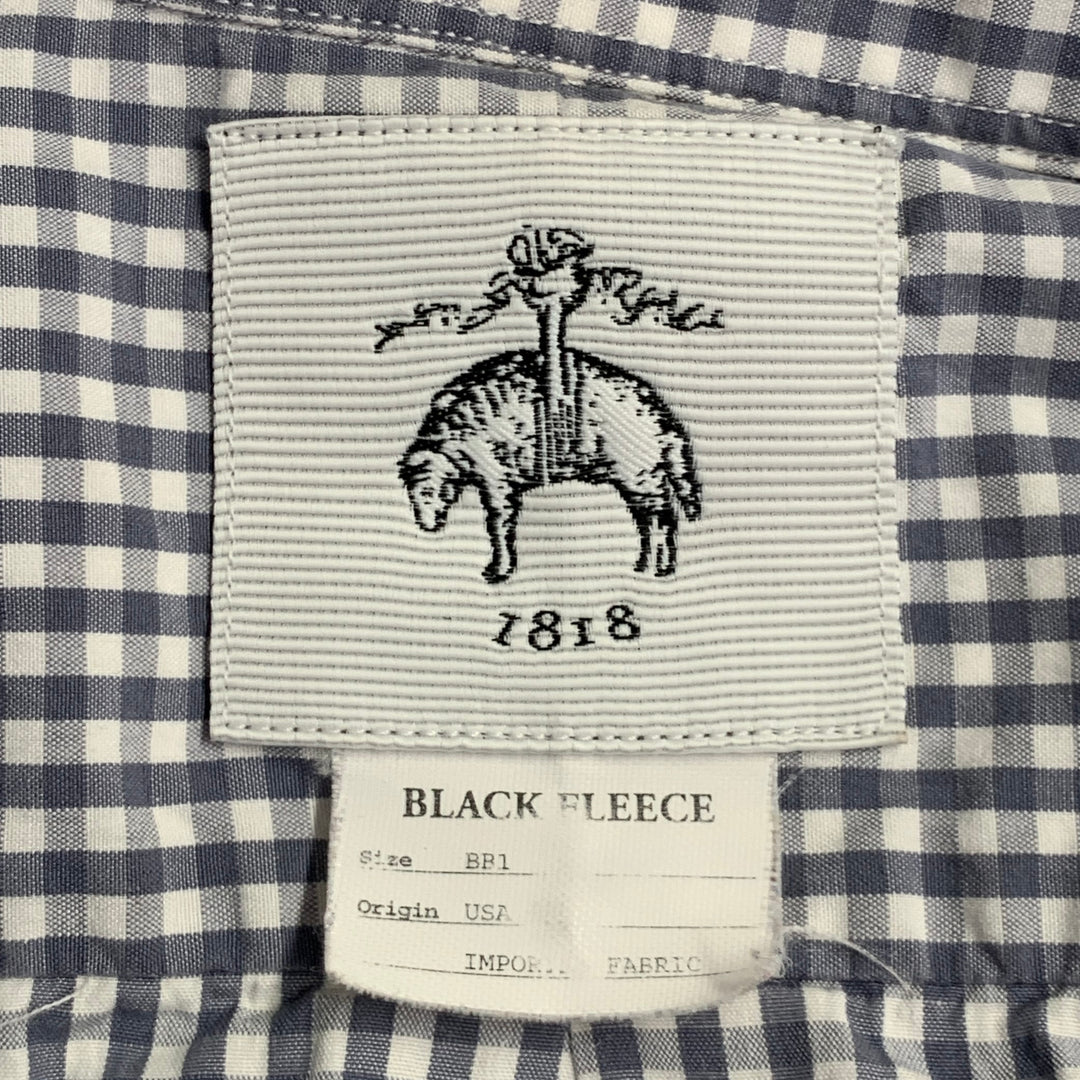 1818
BLACK FLEECE
Size BB1
Origin USA
FABRIC